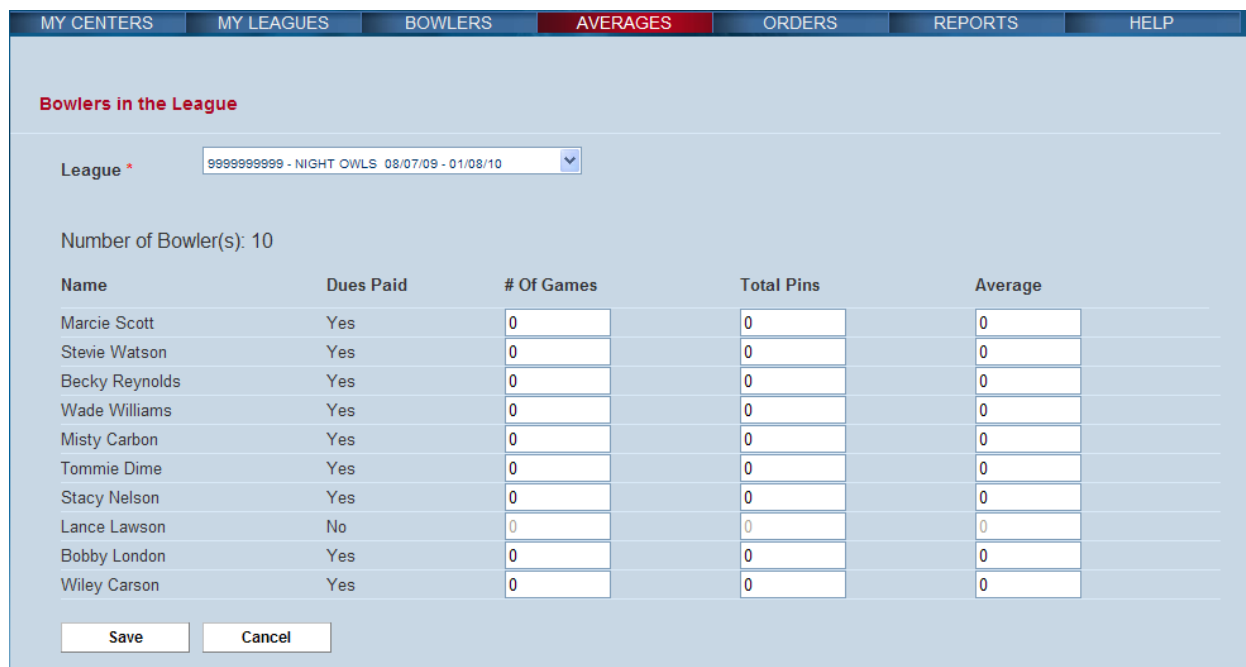 MY CENTERS MY LEAGUES BOWLERS AVERAGES ORDERS REPORTS HELP
Bowlers in the League
League * 9999999999 - NIGHT OWLS 08/07/09 - 01/08/10
Number of Bowler(s): 10
Name Dues Paid # Of Games Total Pins Average
Marcie Scott Yes 0 0 0
Stevie Watson Yes 0 0 0
Becky Reynolds Yes 0 0 0
Wade Williams Yes 0 0 0
Misty Carbon Yes 0 0 0
Tommie Dime Yes 0 0 0
Stacy Nelson Yes 0 0 0
Lance Lawson No 0 0 0
Bobby London Yes 0 0 0
Wiley Carson Yes 0 0 0
Save Cancel